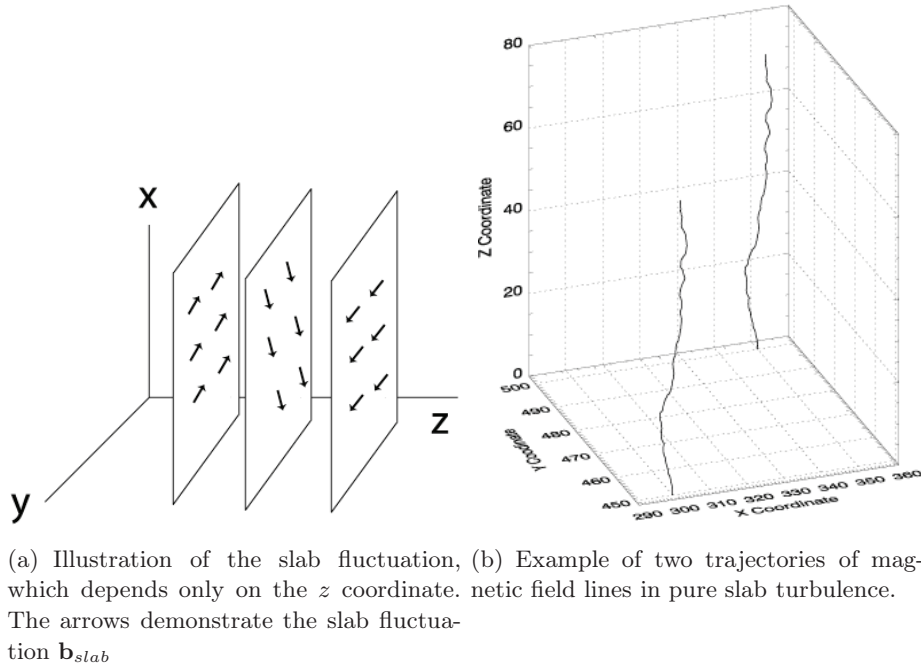 x
y
z
80
60
40
20
0
Z Coordinate
500
490
480
470
460
450
Y Coordinate
290 300 310 320 330 340 350 360
X Coordinate
(a) Illustration of the slab fluctuation,
which depends only on the z coordinate.
The arrows demonstrate the slab fluctua-
tion b_slab
(b) Example of two trajectories of mag-
netic field lines in pure slab turbulence.